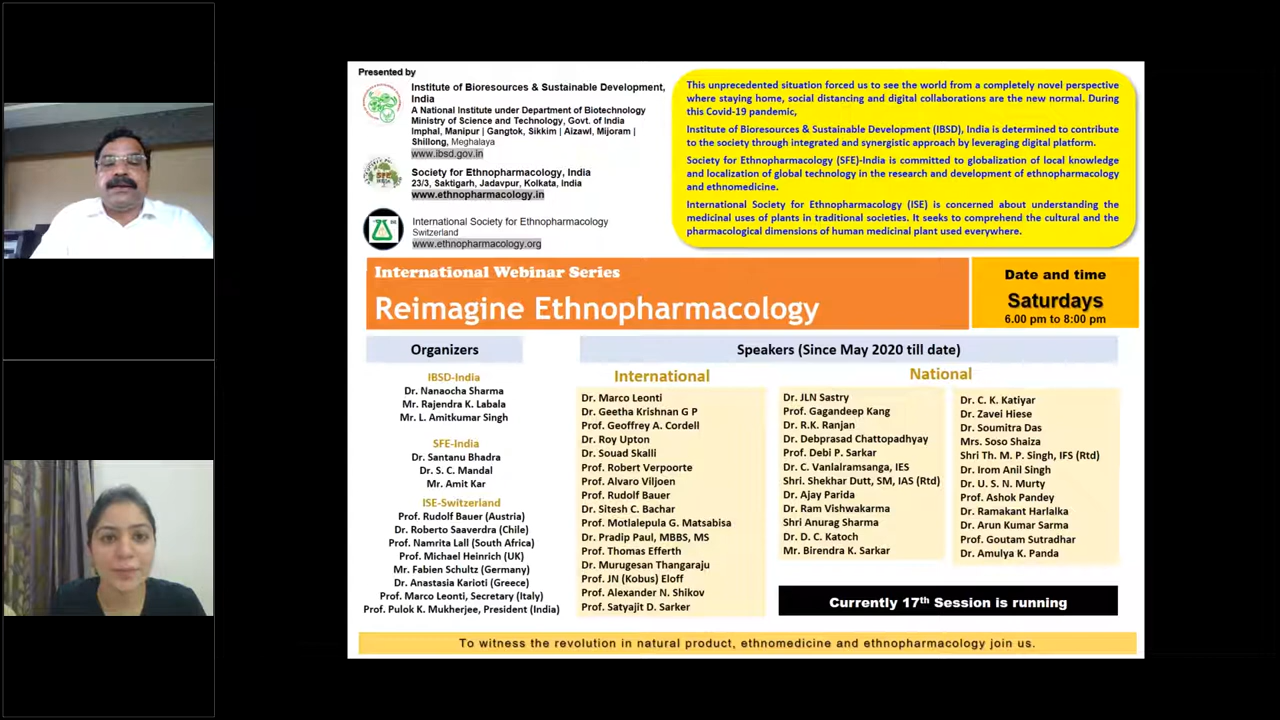 Presented by
Institute of Bioresources & Sustainable Development,
India
A National Institute under Department of Biotechnology
Ministry of Science and Technology, Govt. of India
Imphal, Manipur | Gangtok, Sikkim | Aizawl, Mijoram |
Shillong, Meghalaya
www.ibsd.gov.in
Society for Ethnopharmacology, India
23/3, Saktigarh, Jadavpur, Kolkata, India
www.ethnopharmacology.in
International Society for Ethnopharmacology
Switzerland
www.ethnopharmacology.org
This unprecedented situation forced us to see the world from a completely novel perspective
where staying home, social distancing and digital collaborations are the new normal. During
this Covid-19 pandemic,
Institute of Bioresources & Sustainable Development (IBSD), India is determined to contribute
to the society through integrated and synergistic approach by leveraging digital platform.
Society for Ethnopharmacology (SFE)-India is committed to globalization of local knowledge
and localization of global technology in the research and development of ethnopharmacology
and ethnomedicine.
International Society for Ethnopharmacology (ISE) is concerned about understanding the
medicinal uses of plants in traditional societies. It seeks to comprehend the cultural and the
pharmacological dimensions of human medicinal plant used everywhere.
International Webinar Series
Reimagine Ethnopharmacology
Date and time
Saturdays
6.00 pm to 8:00 pm
Organizers
IBSD-India
Dr. Nanaocha Sharma
Mr. Rajendra K. Labala
Mr. L. Amitkumar Singh
SFE-India
Dr. Santanu Bhadra
Dr. S. C. Mandal
Mr. Amit Kar
ISE-Switzerland
Prof. Rudolf Bauer (Austria)
Dr. Roberto Saaverdra (Chile)
Prof. Namrita Lall (South Africa)
Prof. Michael Heinrich (UK)
Mr. Fabien Schultz (Germany)
Dr. Anastasia Karioti (Greece)
Prof. Marco Leonti, Secretary (Italy)
Prof. Pulok K. Mukherjee, President (India)
Speakers (Since May 2020 till date)
International
Dr. Marco Leonti
Dr. Geetha Krishnan G P
Prof. Geoffrey A. Cordell
Dr. Roy Upton
Dr. Souad Skalli
Prof. Robert Verpoorte
Prof. Alvaro Viljoen
Prof. Rudolf Bauer
Dr. Sitesh C. Bachar
Prof. Motlalepula G. Matsabisa
Dr. Pradip Paul, MBBS, MS
Prof. Thomas Efferth
Dr. Murugesan Thangaraju
Prof. JN (Kobus) Eloff
Prof. Alexander N. Shikov
Prof. Satyajit D. Sarker
National
Dr. JLN Sastry
Prof. Gagandeep Kang
Dr. R.K. Ranjan
Dr. Debprasad Chattopadhyay
Prof. Debi P. Sarkar
Dr. C. Vanlalramsanga, IES
Shri. Shekhar Dutt, SM, IAS (Rtd)
Dr. Ajay Parida
Dr. Ram Vishwakarma
Shri Anurag Sharma
Dr. D. C. Katoch
Mr. Birendra K. Sarkar
Dr. C. K. Katiyar
Dr. Zavei Hiese
Dr. Soumitra Das
Mrs. Soso Shaiza
Shri Th. M. P. Singh, IFS (Rtd)
Dr. Irom Anil Singh
Dr. U. S. N. Murty
Prof. Ashok Pandey
Dr. Ramakant Harlalka
Dr. Arun Kumar Sarma
Prof. Goutam Sutradhar
Dr. Amulya K. Panda
Currently 17th Session is running
To witness the revolution in natural product, ethnomedicine and ethnopharmacology join us.